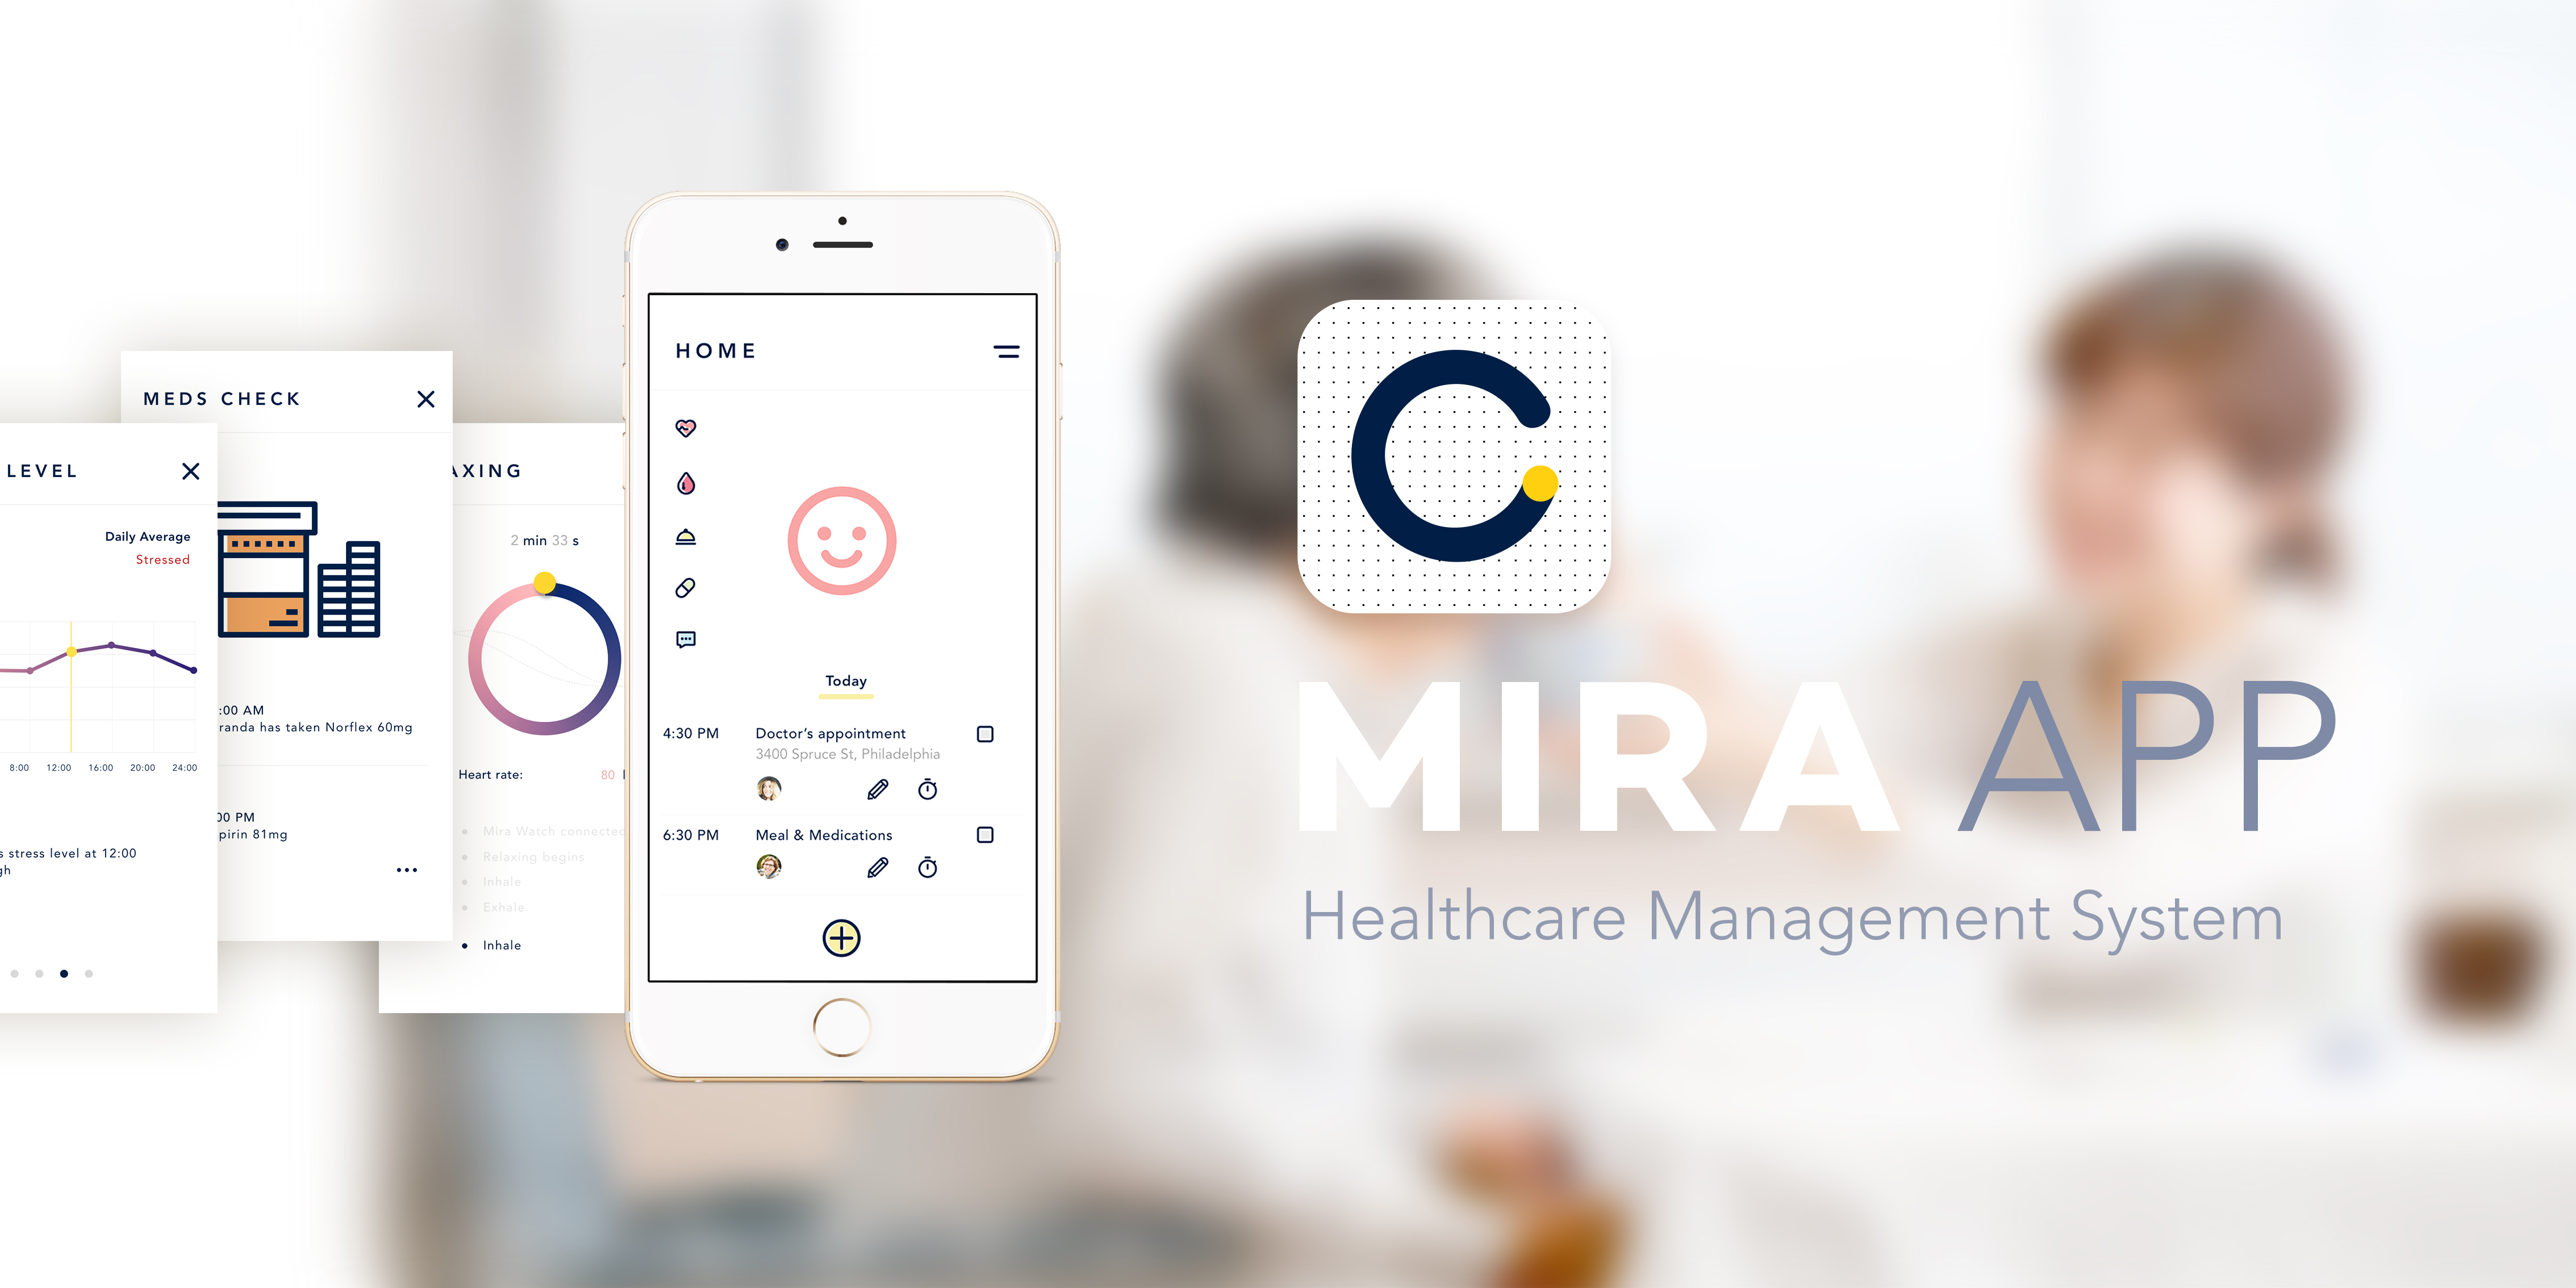 LEVEL
Daily Average
Stressed
8:00 12:00 16:00 20:00 24:00
stress level at 12:00
MEDS CHECK
:00 AM
has taken Norflex 60mg
00 PM
81mg
2 min 33 s
Heart rate: 80
Mira Watch connected
Relaxing begins
Inhale
Exhale
Inhale
HOME
Today
4:30 PM Doctor's appointment
3400 Spruce St, Philadelphia
6:30 PM Meal & Medications
MIRA APP
Healthcare Management System